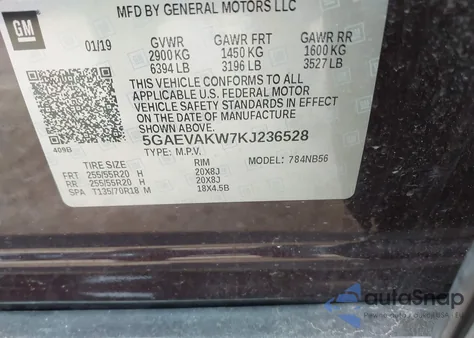 MFD BY GENERAL MOTORS LLC
GM
01/19 GVWR GAWR FRT GAWR RR
2900 KG 1450 KG 1600 KG
6394 LB 3196 LB 3527 LB
THIS VEHICLE CONFORMS TO ALL
APPLICABLE U.S. FEDERAL MOTOR
VEHICLE SAFETY STANDARDS IN EFFECT
ON THE DATE OF MANUFACTURE SHOWN
ABOVE.
409B 5GAEVAKW7KJ236528
TYPE: M.P.V. MODEL: 784NB56
TIRE SIZE RIM
FRT 255/55R20 H 20X8J
RR 255/55R20 H 20X8J
SPA T135/70R18 M 18X4.5B
autoSnap